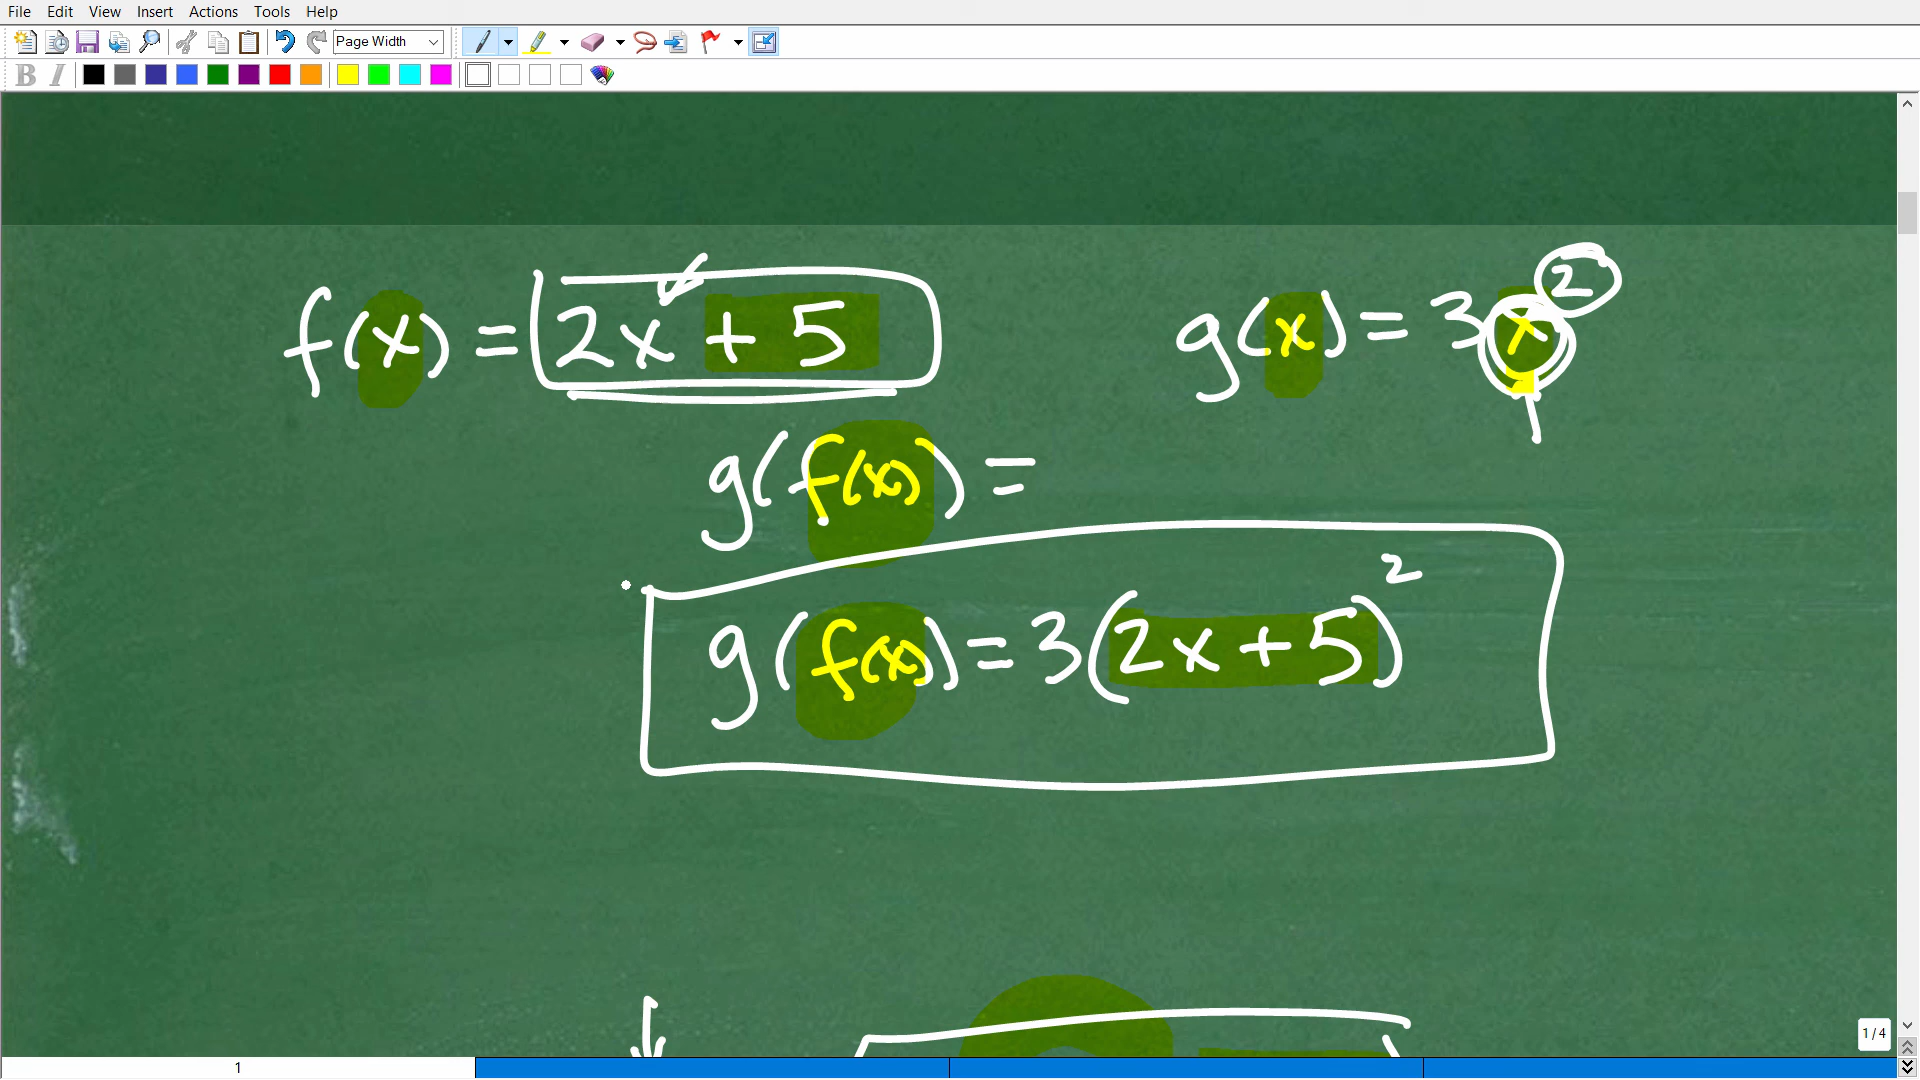 File Edit View Insert Actions Tools Help
Page Width
B I
f(x) = 2x + 5
g(x) = 3x²
g(f(x)) =
g(f(x)) = 3(2x + 5)²
1 / 4
1